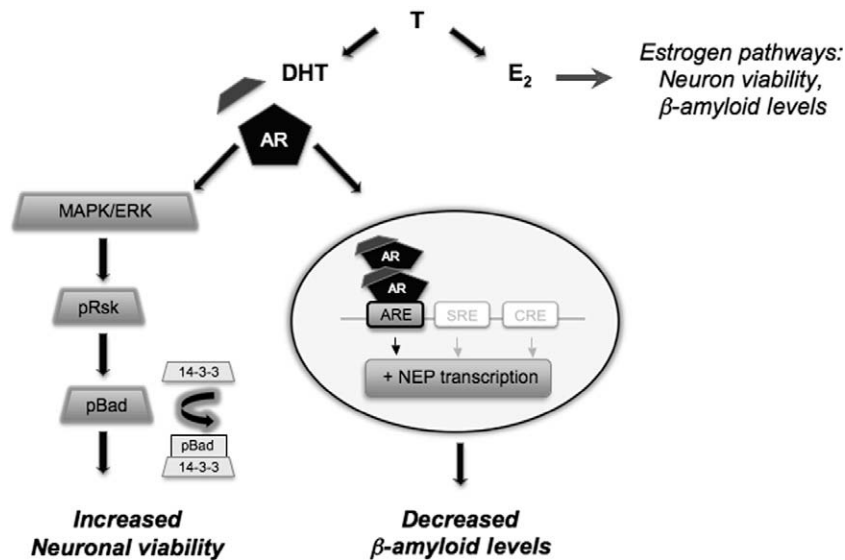 T
DHT
E₂
Estrogen pathways:
Neuron viability,
β-amyloid levels
AR
MAPK/ERK
pRsk
pBad
14-3-3
pBad
14-3-3
Increased
Neuronal viability
AR
AR
ARE
SRE
CRE
+ NEP transcription
Decreased
β-amyloid levels